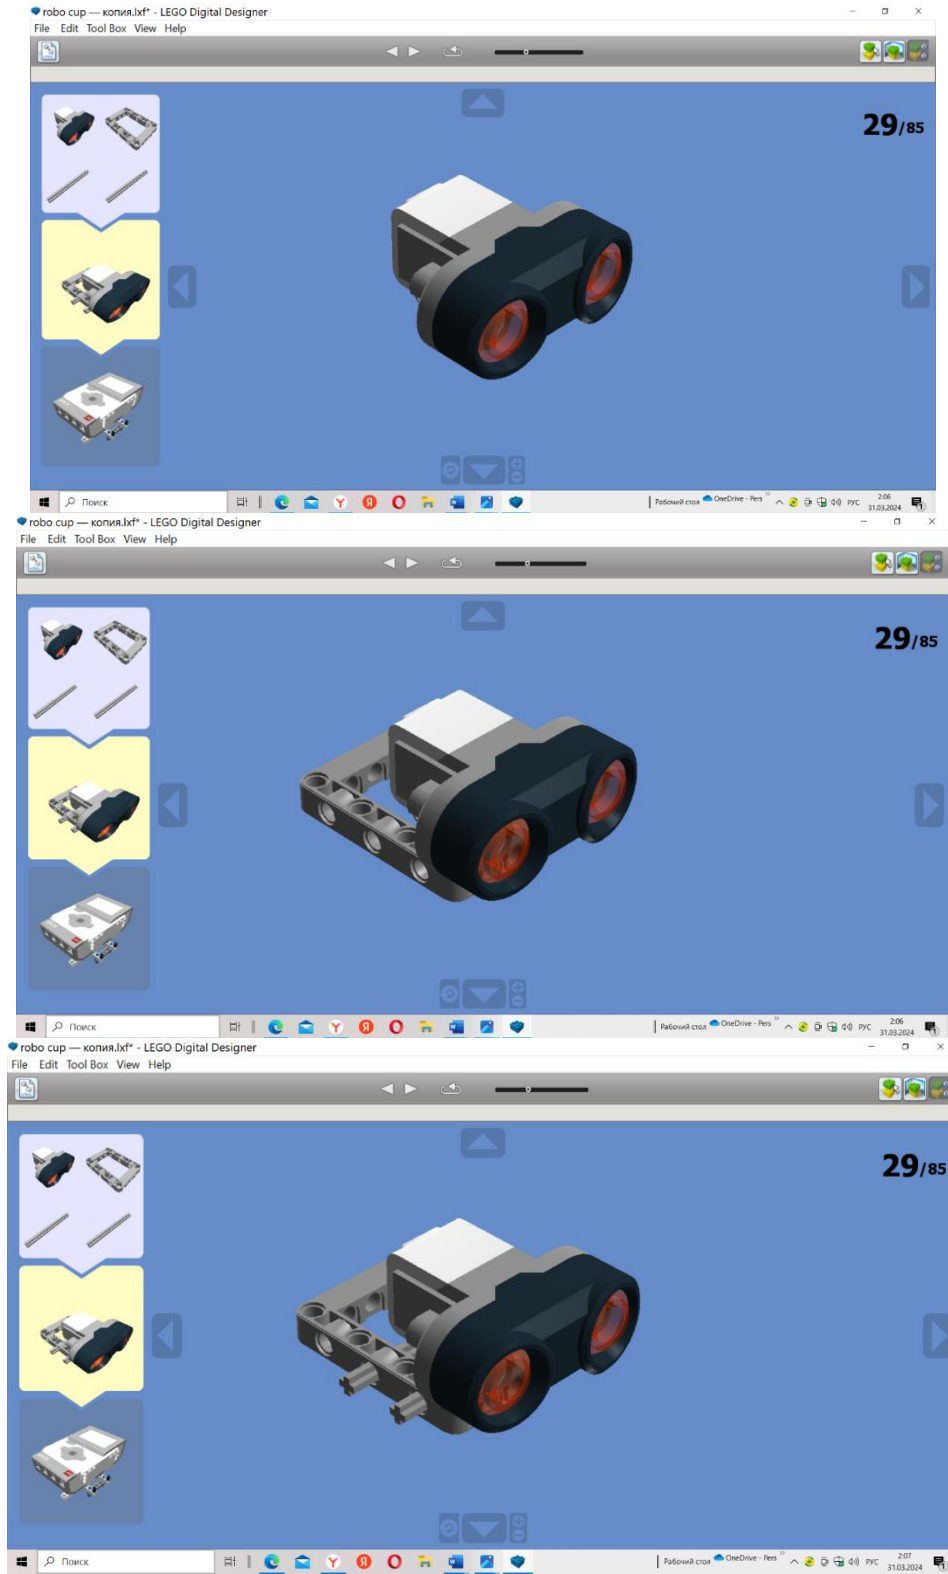 robo cup — копия.lxf* - LEGO Digital Designer
File Edit Tool Box View Help
29/85
Поиск
Рабочий стол OneDrive - Pers
РУС
2:06
31.03.2024
robo cup — копия.lxf* - LEGO Digital Designer
File Edit Tool Box View Help
29/85
Поиск
Рабочий стол OneDrive - Pers
РУС
2:06
31.03.2024
robo cup — копия.lxf* - LEGO Digital Designer
File Edit Tool Box View Help
29/85
Поиск
Рабочий стол OneDrive - Pers
РУС
2:07
31.03.2024